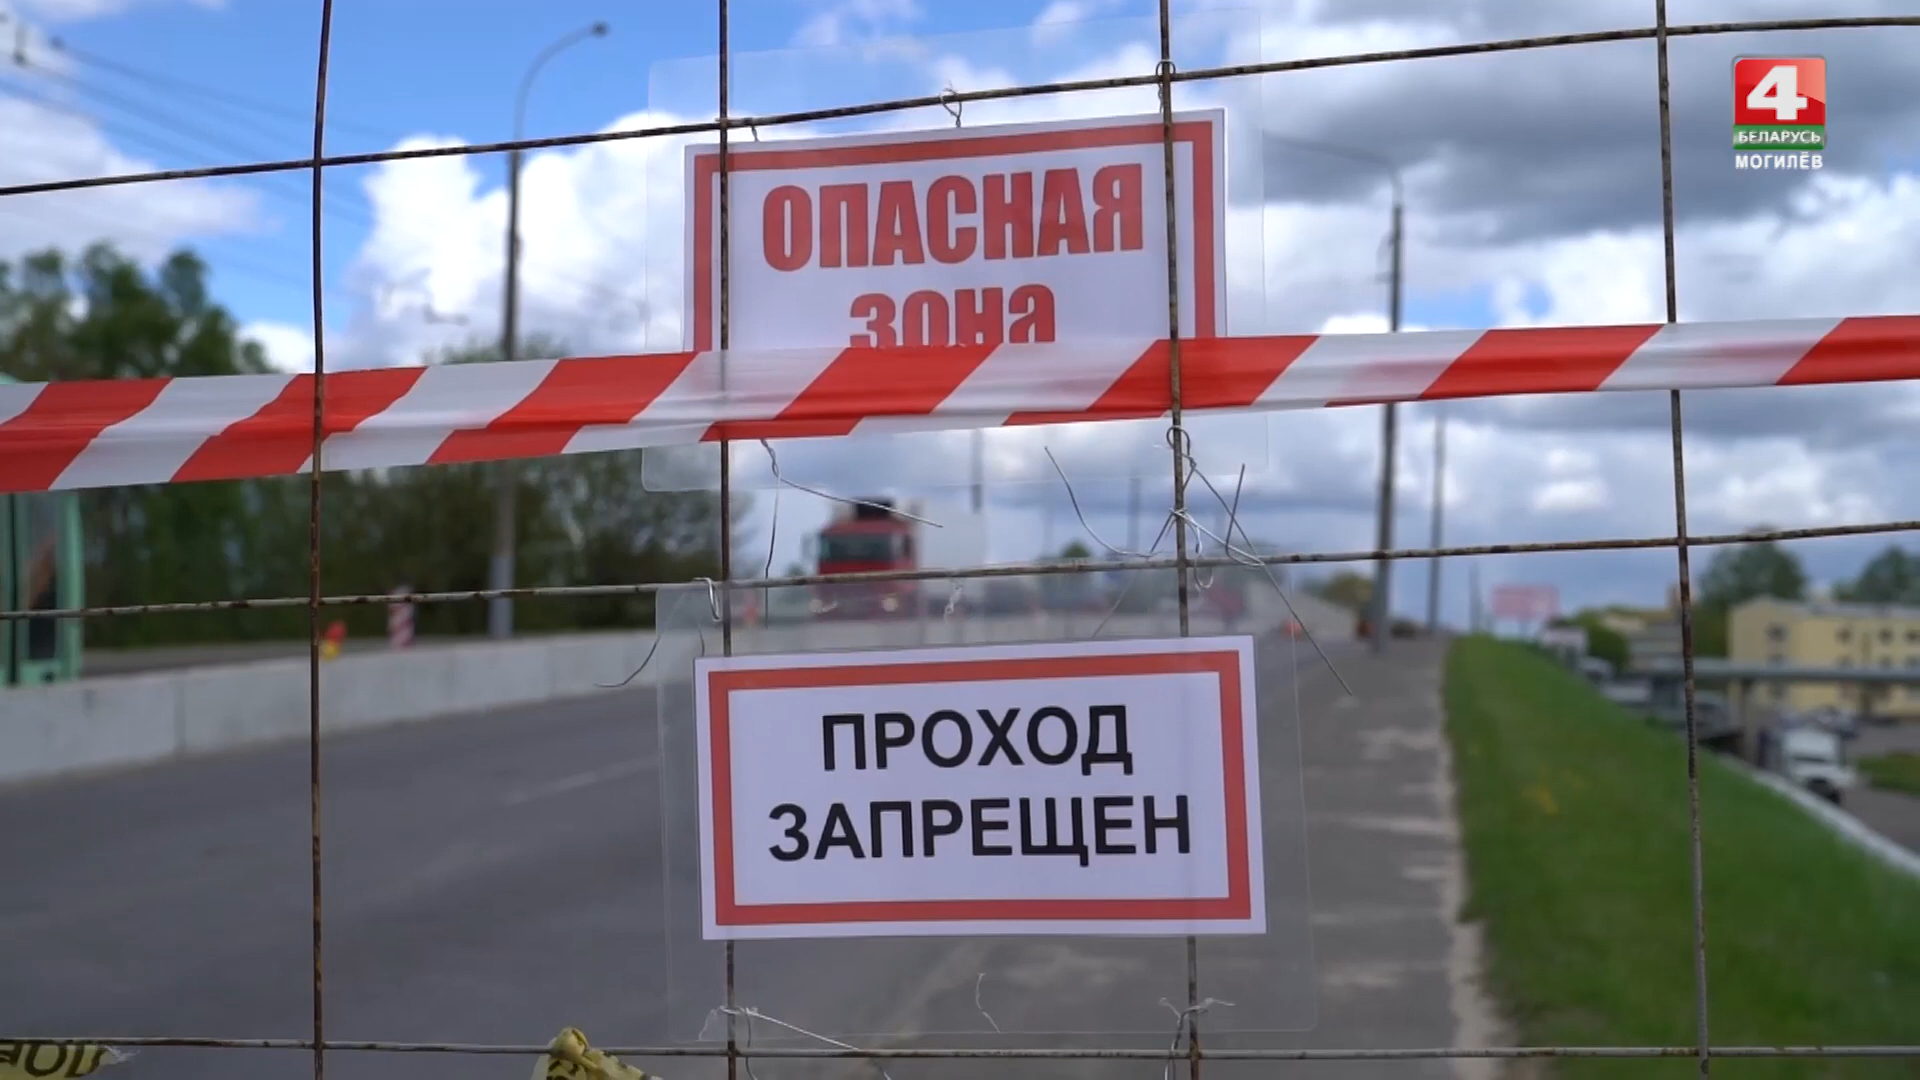 4
БЕЛАРУСЬ
МОГИЛЁВ
ОПАСНАЯ
ЗОНА
ПРОХОД
ЗАПРЕЩЕН